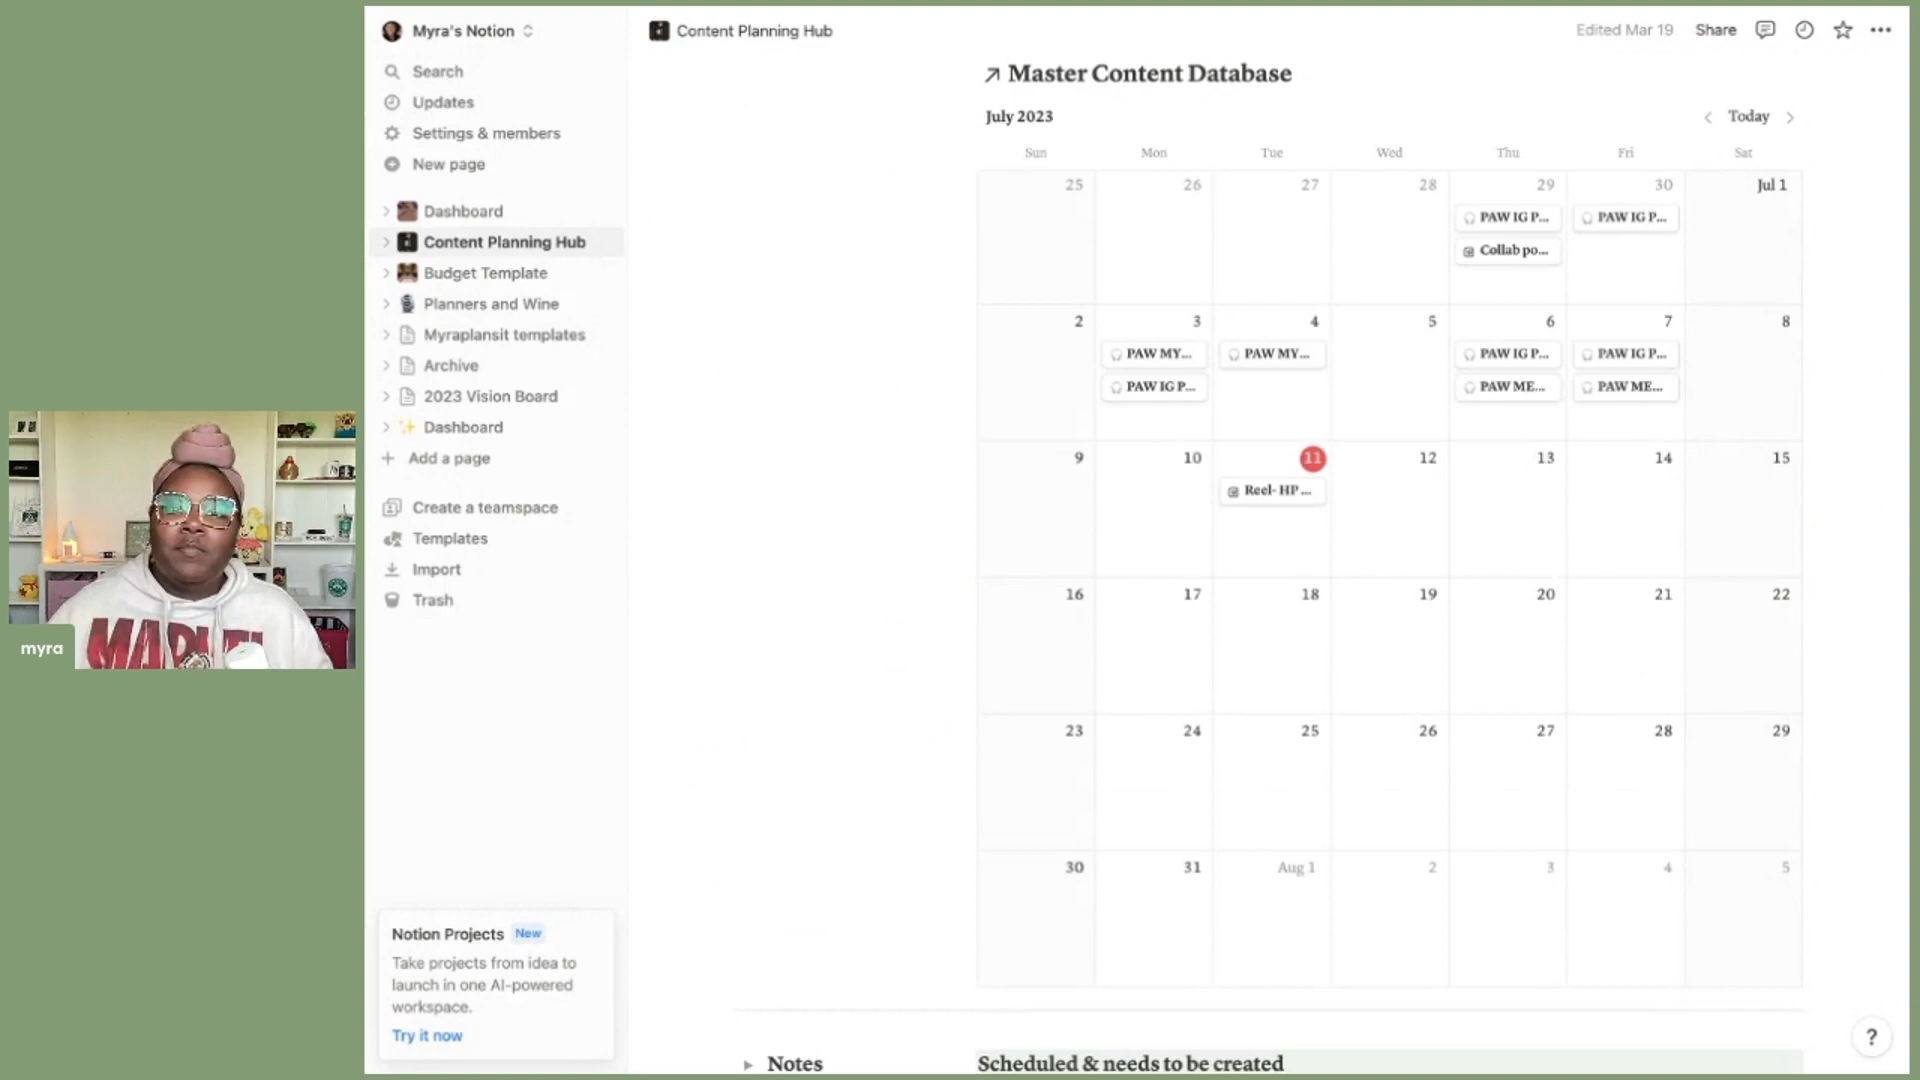 Myra's Notion
Search
Updates
Settings & members
New page
Dashboard
Content Planning Hub
Budget Template
Planners and Wine
Myraplansit templates
Archive
2023 Vision Board
Dashboard
Add a page
Create a teamspace
Templates
Import
Trash
Notion Projects New
Take projects from idea to
launch in one AI-powered
workspace.
Try it now
myra
Content Planning Hub
Edited Mar 19 Share
Master Content Database
July 2023
Today
Sun Mon Tue Wed Thu Fri Sat
25 26 27 28 29 30 Jul 1
PAW IG P... PAW IG P...
Collab po...
2 3 4 5 6 7 8
PAW MY... PAW MY... PAW IG P... PAW IG P...
PAW IG P... PAW ME... PAW ME...
9 10 11 12 13 14 15
Reel- HP ...
16 17 18 19 20 21 22
23 24 25 26 27 28 29
30 31 Aug 1 2 3 4 5
Notes
Scheduled & needs to be created
?